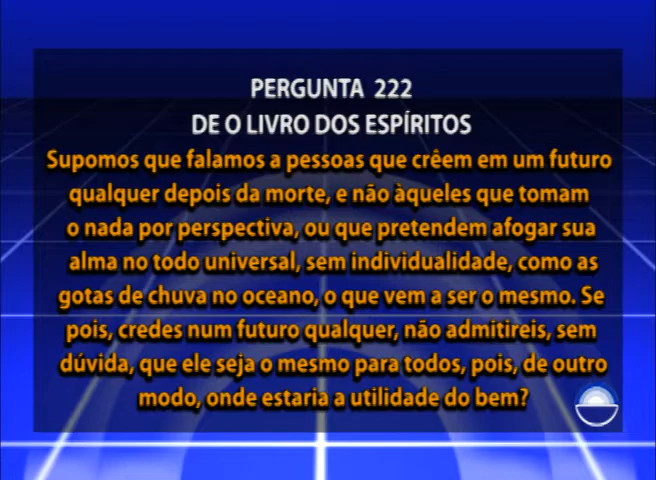 PERGUNTA 222
DE O LIVRO DOS ESPÍRITOS
Supomos que falamos a pessoas que crêem em um futuro
qualquer depois da morte, e não àqueles que tomam
o nada por perspectiva, ou que pretendem afogar sua
alma no todo universal, sem individualidade, como as
gotas de chuva no oceano, o que vem a ser o mesmo. Se
pois, credes num futuro qualquer, não admitireis, sem
dúvida, que ele seja o mesmo para todos, pois, de outro
modo, onde estaria a utilidade do bem?